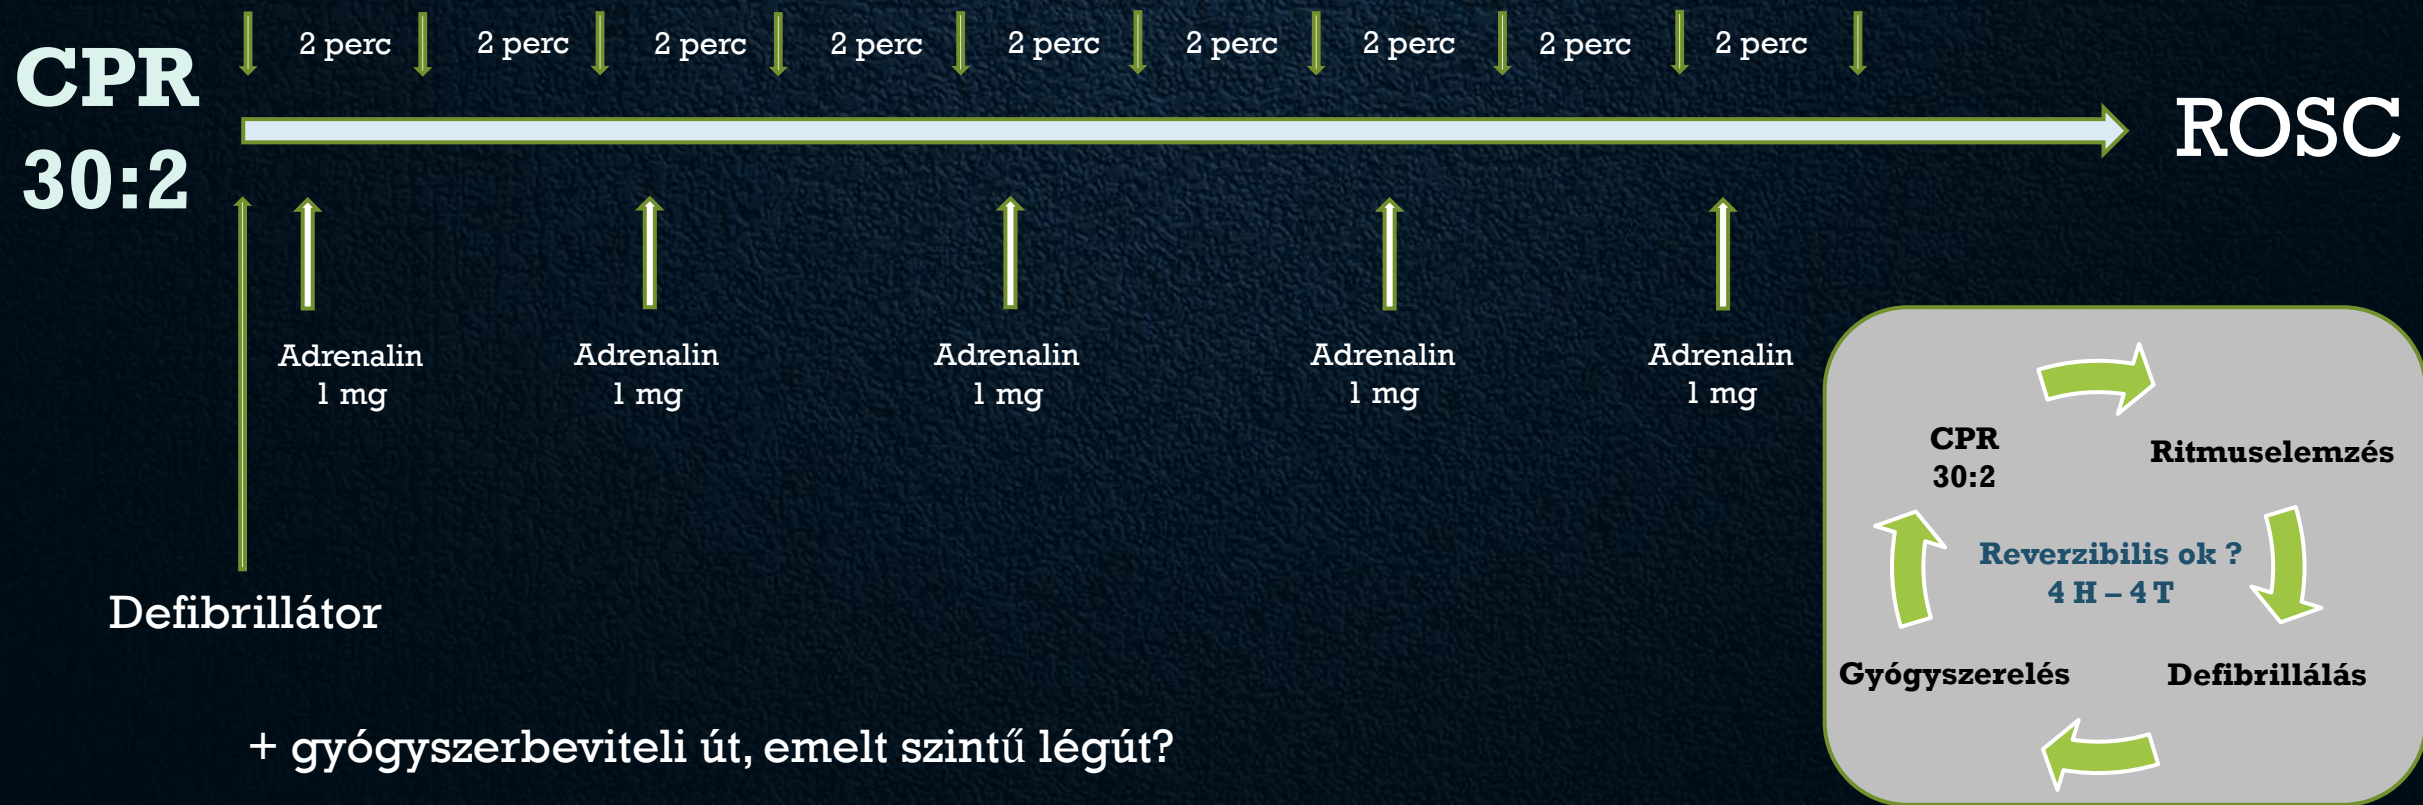 CPR
30:2
2 perc
2 perc
2 perc
2 perc
2 perc
2 perc
2 perc
2 perc
2 perc
ROSC
Adrenalin
1 mg
Adrenalin
1 mg
Adrenalin
1 mg
Adrenalin
1 mg
Adrenalin
1 mg
Defibrillátor
+ gyógyszerbeviteli út, emelt szintű légút?
CPR
30:2
Ritmuselemzés
Reverzibilis ok ?
4 H – 4 T
Gyógyszerelés
Defibrillálás